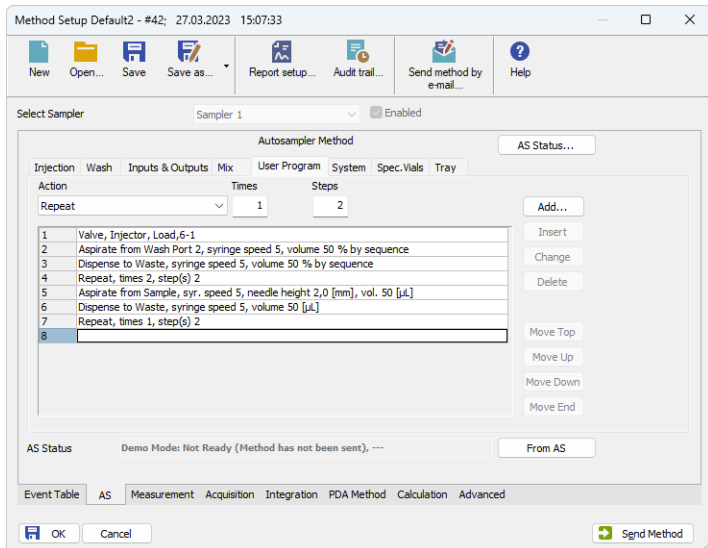 Method Setup Default2 - #42; 27.03.2023 15:07:33
New Open... Save Save as... Report setup... Audit trail... Send method by e-mail... Help
Select Sampler Sampler 1 Enabled
Autosampler Method AS Status...
Injection Wash Inputs & Outputs Mix User Program System Spec.Vials Tray
Action Times Steps
Repeat 1 2 Add...
Insert
Change
Delete
1 Valve, Injector, Load,6-1
2 Aspirate from Wash Port 2, syringe speed 5, volume 50 % by sequence
3 Dispense to Waste, syringe speed 5, volume 50 % by sequence
4 Repeat, times 2, step(s) 2
5 Aspirate from Sample, syr. speed 5, needle height 2,0 [mm], vol. 50 [µL]
6 Dispense to Waste, syringe speed 5, volume 50 [µL]
7 Repeat, times 1, step(s) 2
8
Move Top
Move Up
Move Down
Move End
AS Status Demo Mode: Not Ready (Method has not been sent), --- From AS
Event Table AS Measurement Acquisition Integration PDA Method Calculation Advanced
OK Cancel Send Method